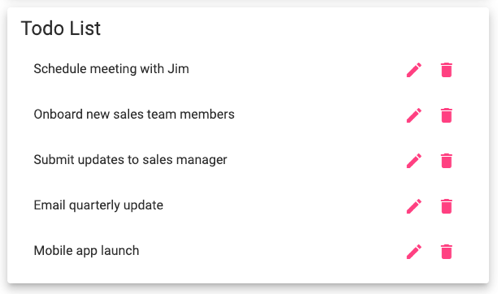 Todo List
Schedule meeting with Jim
Onboard new sales team members
Submit updates to sales manager
Email quarterly update
Mobile app launch